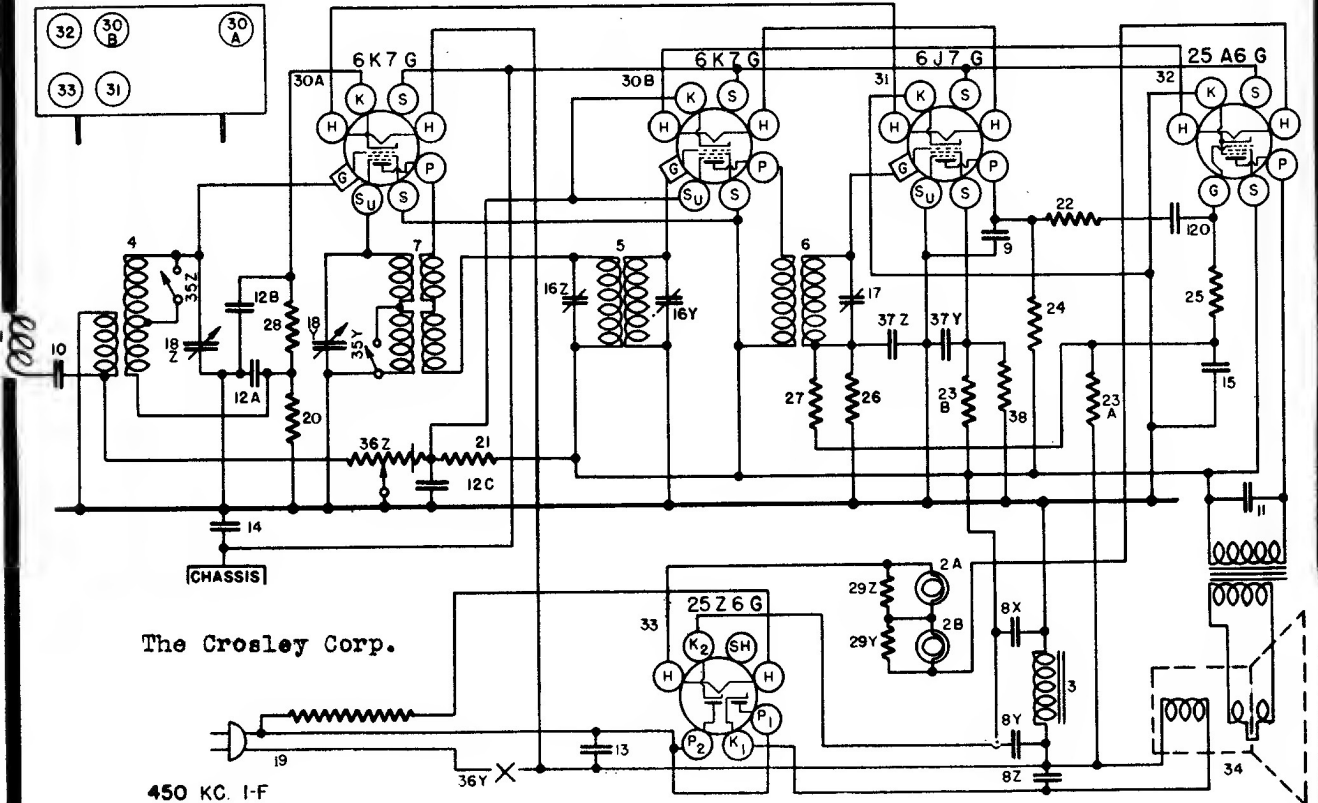 32 30 B 30 A
33 31
6K7G
30A
K S
H H
G P
SU S
6K7G
30B
K S
H H
G P
SU S
6J7G
31
K S
H H
G P
SU S
25A6G
32
K S
H H
G P
S
4
35Z
12B
28
18 Z
12A
20
10
7
18 Y
35Y
36Z
21
12C
14
CHASSIS
16Z
5
16Y
6
17
37Z
37Y
27
26
23 B
38
9
22
120
24
25
15
23 A
11
The Crosley Corp.
19
36Y
13
450 KC. I-F
33
25Z6G
K2 SH
H H
P2 K1 P1
29Z
2A
29Y
2B
8X
3
8Y
8Z
34